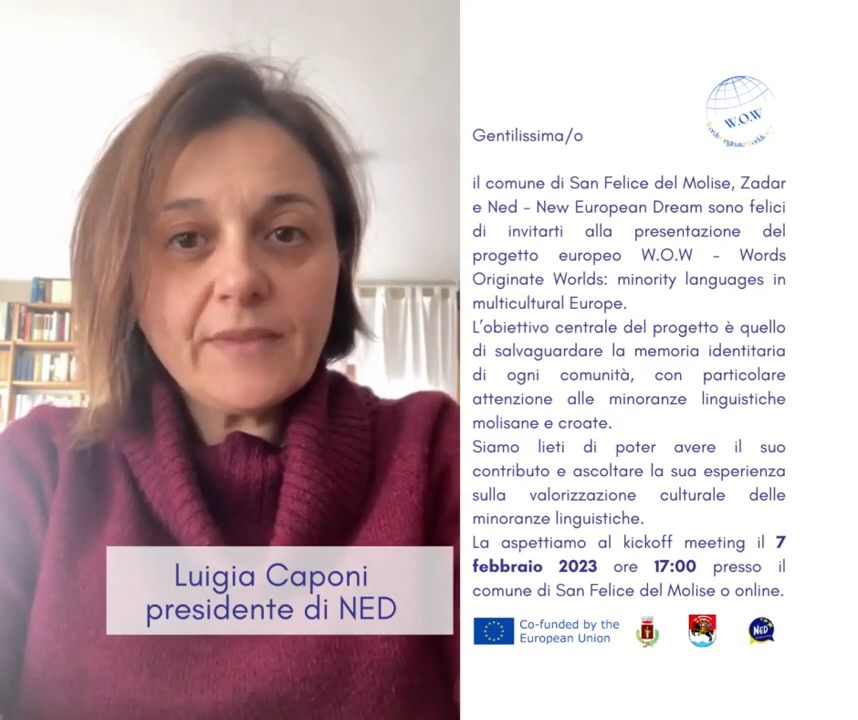 Luigia Caponi
presidente di NED
W.O.W
Words Originate Worlds
Gentilissima/o
il comune di San Felice del Molise, Zadar
e Ned - New European Dream sono felici
di invitarti alla presentazione del
progetto europeo W.O.W - Words
Originate Worlds: minority languages in
multicultural Europe.
L'obiettivo centrale del progetto è quello
di salvaguardare la memoria identitaria
di ogni comunità, con particolare
attenzione alle minoranze linguistiche
molisane e croate.
Siamo lieti di poter avere il suo
contributo e ascoltare la sua esperienza
sulla valorizzazione culturale delle
minoranze linguistiche.
La aspettiamo al kickoff meeting il 7
febbraio 2023 ore 17:00 presso il
comune di San Felice del Molise o online.
Co-funded by the
European Union
NED